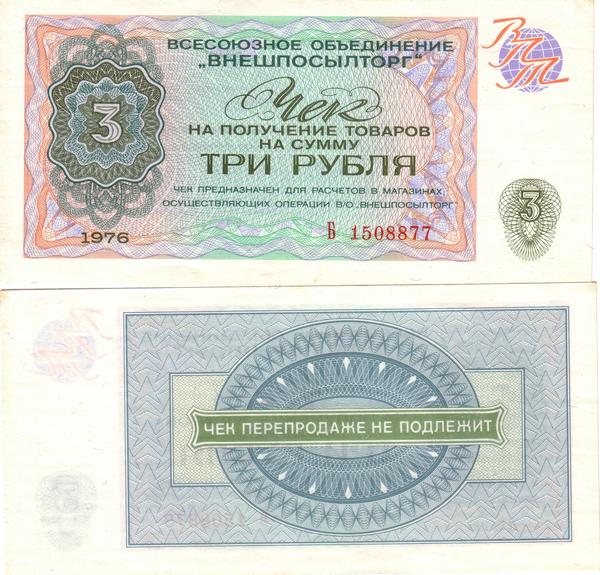 ВСЕСОЮЗНОЕ ОБЪЕДИНЕНИЕ
„ВНЕШПОСЫЛТОРГ"
ВПТ
3
Чек
НА ПОЛУЧЕНИЕ ТОВАРОВ
НА СУММУ
ТРИ РУБЛЯ
ЧЕК ПРЕДНАЗНАЧЕН ДЛЯ РАСЧЕТОВ В МАГАЗИНАХ,
ОСУЩЕСТВЛЯЮЩИХ ОПЕРАЦИИ В/О „ВНЕШПОСЫЛТОРГ"
3
1976
Б 1508877
ЧЕК ПЕРЕПРОДАЖЕ НЕ ПОДЛЕЖИТ